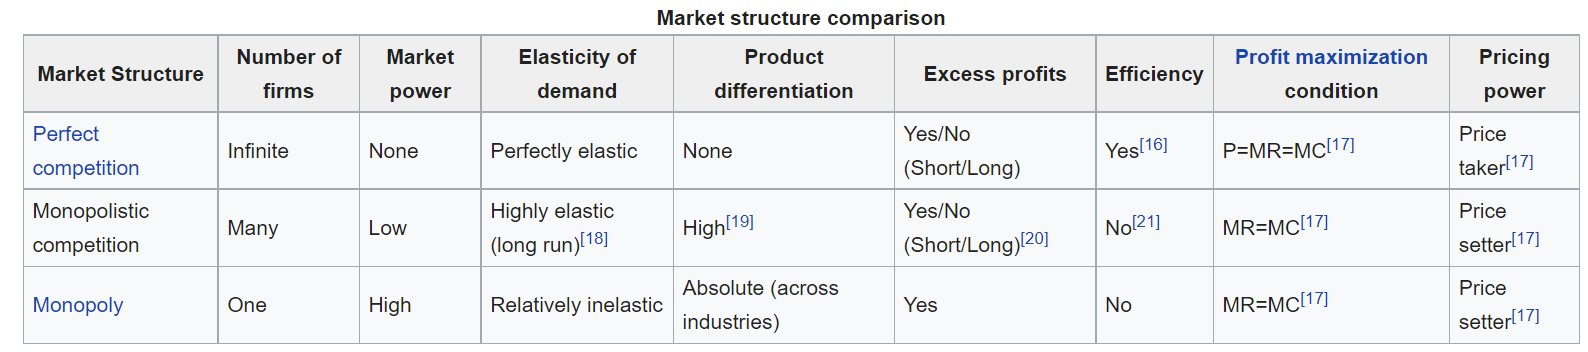 Market structure comparison
Market Structure
Number of
firms
Market
power
Elasticity of
demand
Product
differentiation
Excess profits
Efficiency
Profit maximization
condition
Pricing
power
Perfect
competition
Infinite
None
Perfectly elastic
None
Yes/No
(Short/Long)
Yes[16]
P=MR=MC[17]
Price
taker[17]
Monopolistic
competition
Many
Low
Highly elastic
(long run)[18]
High[19]
Yes/No
(Short/Long)[20]
No[21]
MR=MC[17]
Price
setter[17]
Monopoly
One
High
Relatively inelastic
Absolute (across
industries)
Yes
No
MR=MC[17]
Price
setter[17]